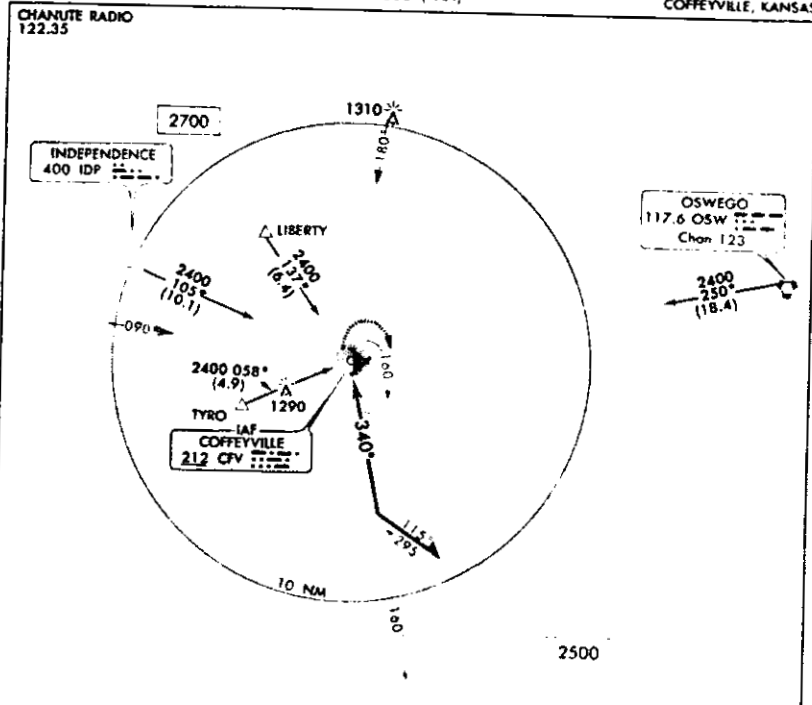 COFFEYVILLE, KANSAS
CHANUTE RADIO
122.35
1310
2700
180°
INDEPENDENCE
400 IDP
OSWEGO
117.6 OSW
Chan 123
LIBERTY
2400
137°
(6.4)
2400
105°
(10.1)
2400
250°
(18.4)
090
2400 058°
(4.9)
160
1290
TYRO
IAF
COFFEYVILLE
212 CFV
340°
115°
295
10 NM
160
2500